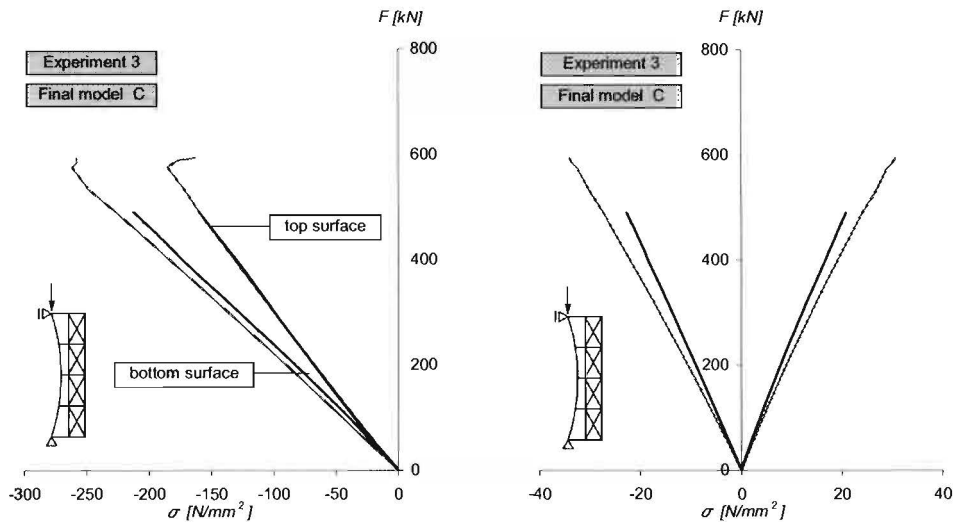 F [kN]
800
Experiment 3
Final model C
600
top surface
400
bottom surface
200
0
-300 -250 -200 -150 -100 -50 0
σ [N/mm²]
F [kN]
800
Experiment 3
Final model C
600
400
200
0
-40 -20 0 20 40
σ [N/mm²]